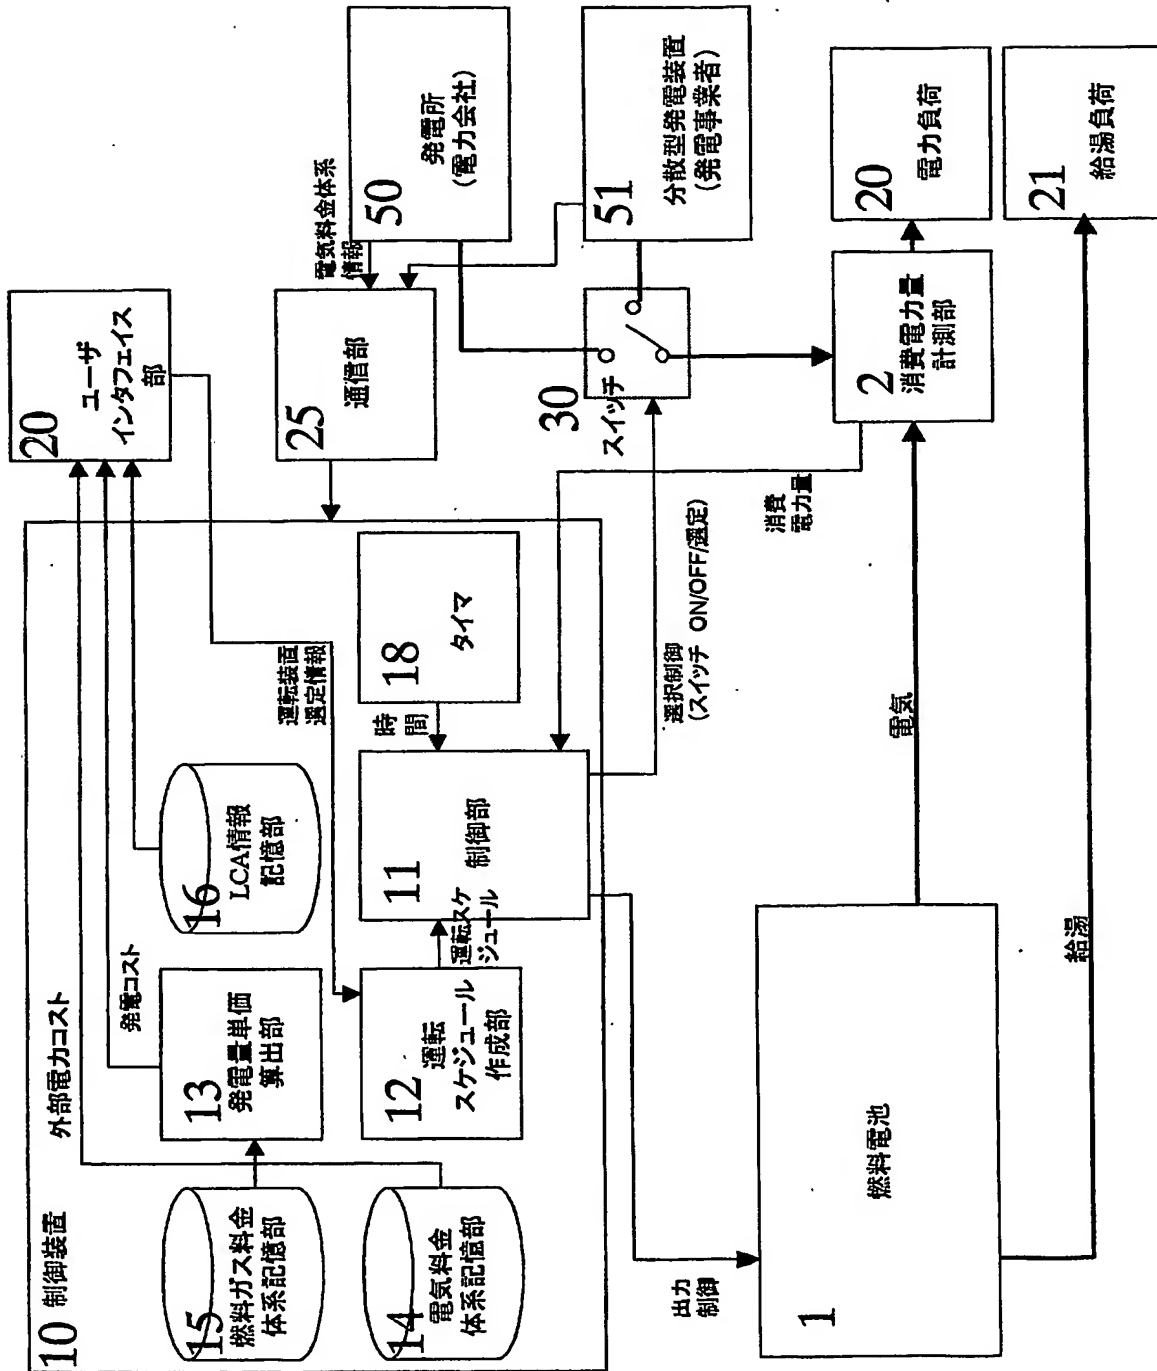 10 制御装置
外部電力コスト
発電コスト
15
燃料ガス料金
体系記憶部
13
発電量単価
算出部
16
LCA情報
記憶部
20
ユーザ
インタフェイス
部
14
電気料金
体系記憶部
12
運転
スケジュール
作成部
運転スケ
ジュール
11
制御部
時
間
18
タイマ
運転装置
選定情報
25
通信部
電気料金体系
情報
50
発電所
(電力会社)
51
分散型発電装置
(発電事業者)
30
スイッチ
選択制御
(スイッチ ON/OFF/選定)
消費
電力量
2
消費電力量
計測部
20
電力負荷
21
給湯負荷
出力
制御
1
燃料電池
電気
給湯